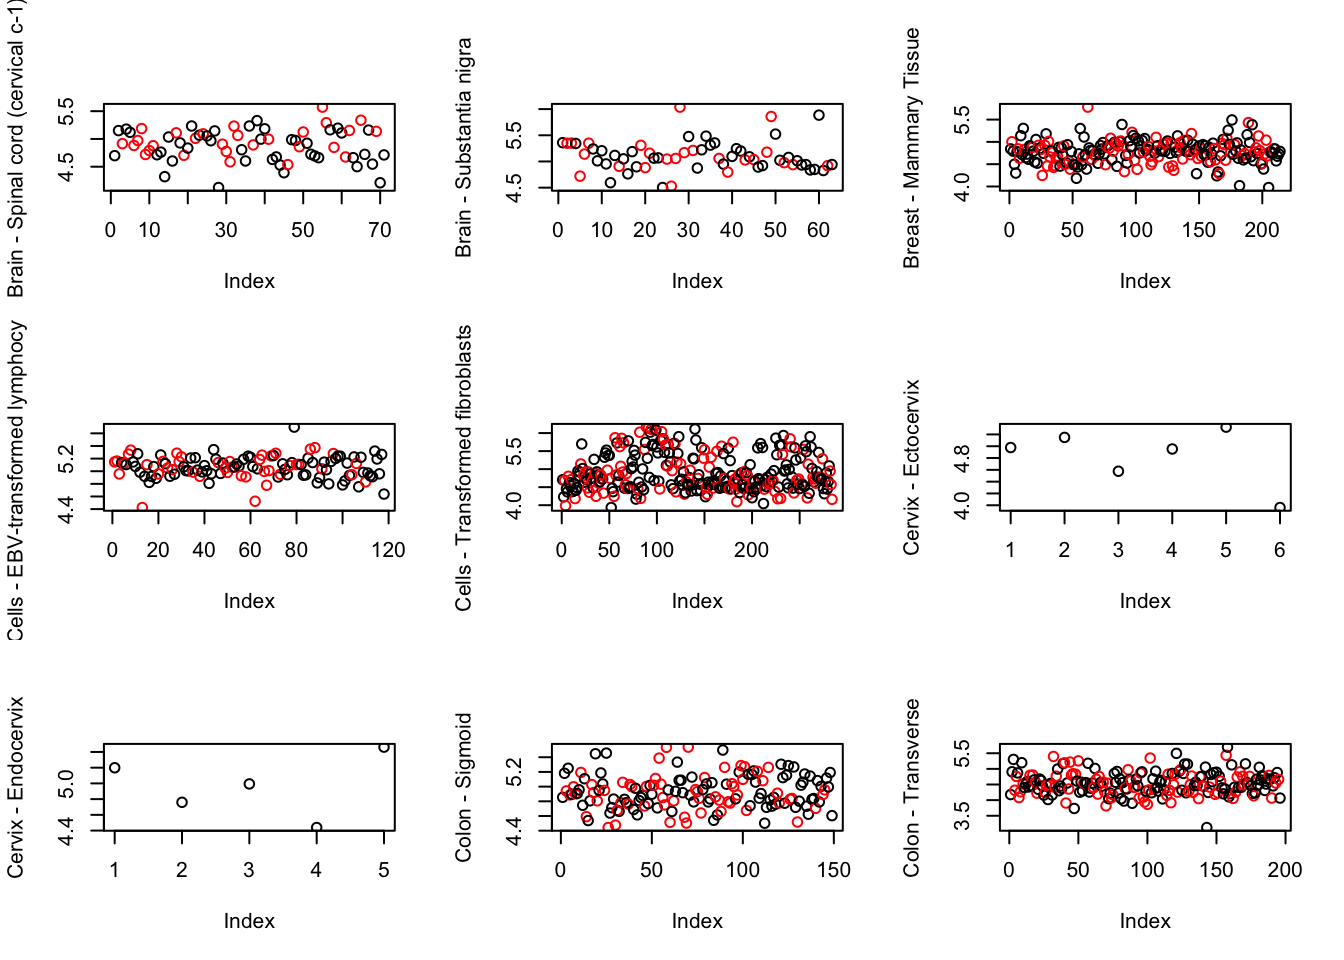 Brain - Spinal cord (cervical c-1)
5.5
4.5
0 10 30 50 70
Index
Brain - Substantia nigra
5.5
4.5
0 10 20 30 40 50 60
Index
Breast - Mammary Tissue
5.5
4.0
0 50 100 150 200
Index
Cells - EBV-transformed lymphocy
5.2
4.4
0 20 40 60 80 120
Index
Cells - Transformed fibroblasts
5.5
4.0
0 50 100 200
Index
Cervix - Ectocervix
4.8
4.0
1 2 3 4 5 6
Index
Cervix - Endocervix
5.0
4.4
1 2 3 4 5
Index
Colon - Sigmoid
5.2
4.4
0 50 100 150
Index
Colon - Transverse
5.5
3.5
0 50 100 150 200
Index